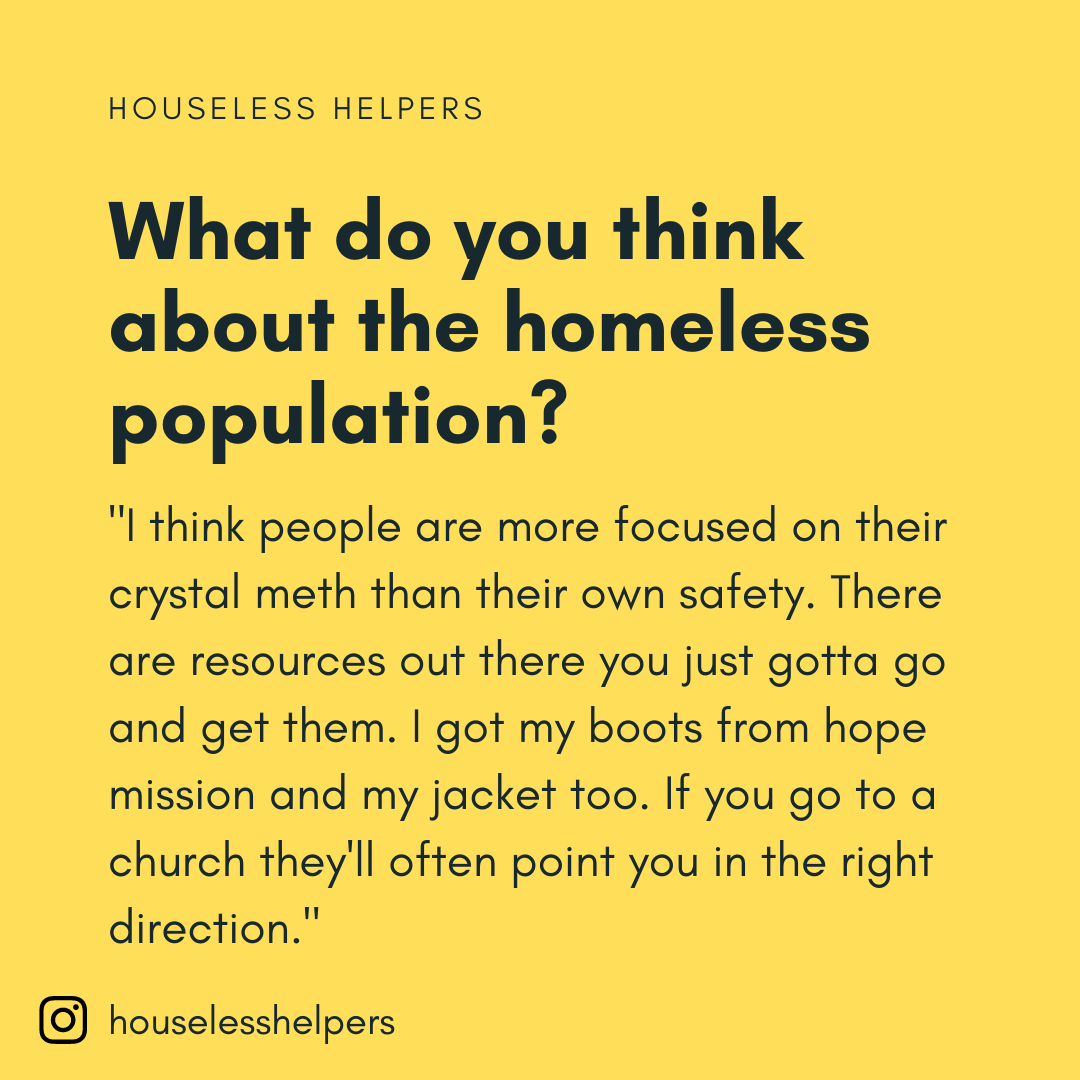 HOUSELESS HELPERS
What do you think
about the homeless
population?
"I think people are more focused on their
crystal meth than their own safety. There
are resources out there you just gotta go
and get them. I got my boots from hope
mission and my jacket too. If you go to a
church they'll often point you in the right
direction."
houselesshelpers